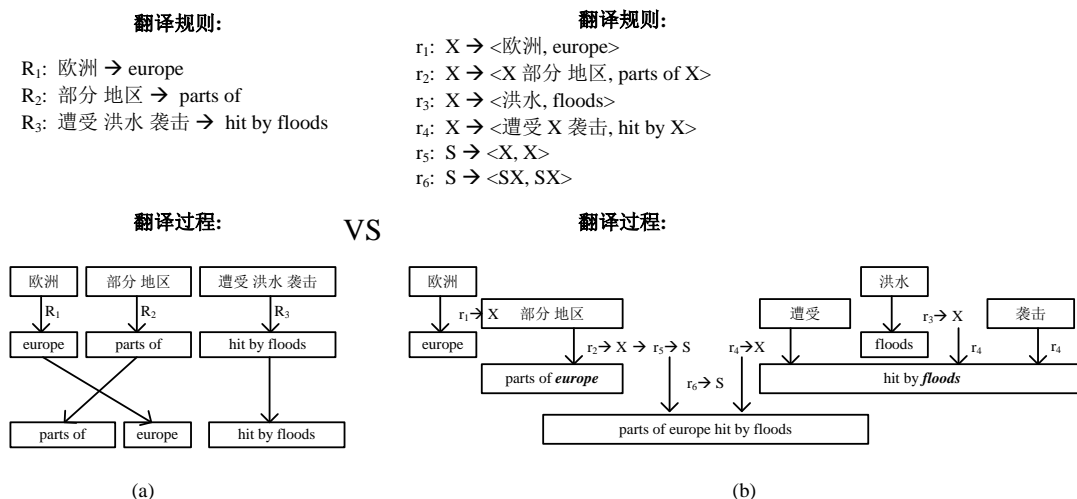 翻译规则:
R₁: 欧洲 → europe
R₂: 部分 地区 → parts of
R₃: 遭受 洪水 袭击 → hit by floods
翻译规则:
r₁: X → <欧洲, europe>
r₂: X → <X 部分 地区, parts of X>
r₃: X → <洪水, floods>
r₄: X → <遭受 X 袭击, hit by X>
r₅: S → <X, X>
r₆: S → <SX, SX>
VS
翻译过程:
欧洲 部分 地区 遭受 洪水 袭击
R₁ R₂ R₃
europe parts of hit by floods
parts of europe hit by floods
(a)
翻译过程:
欧洲 洪水
r₁→ X 部分 地区 遭受 r₃→ X 袭击
europe floods
r₂→ X → r₅→ S r₄→X r₄ r₄
parts of europe r₆→ S hit by floods
parts of europe hit by floods
(b)